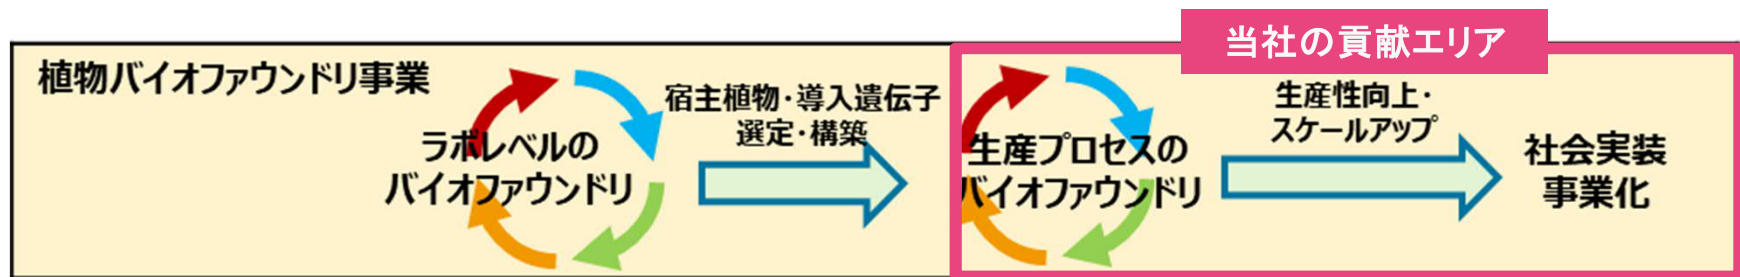 当社の貢献エリア
植物バイオファウンドリ事業
ラボレベルの
バイオファウンドリ
宿主植物・導入遺伝子
選定・構築
生産プロセスの
バイオファウンドリ
生産性向上・
スケールアップ
社会実装
事業化